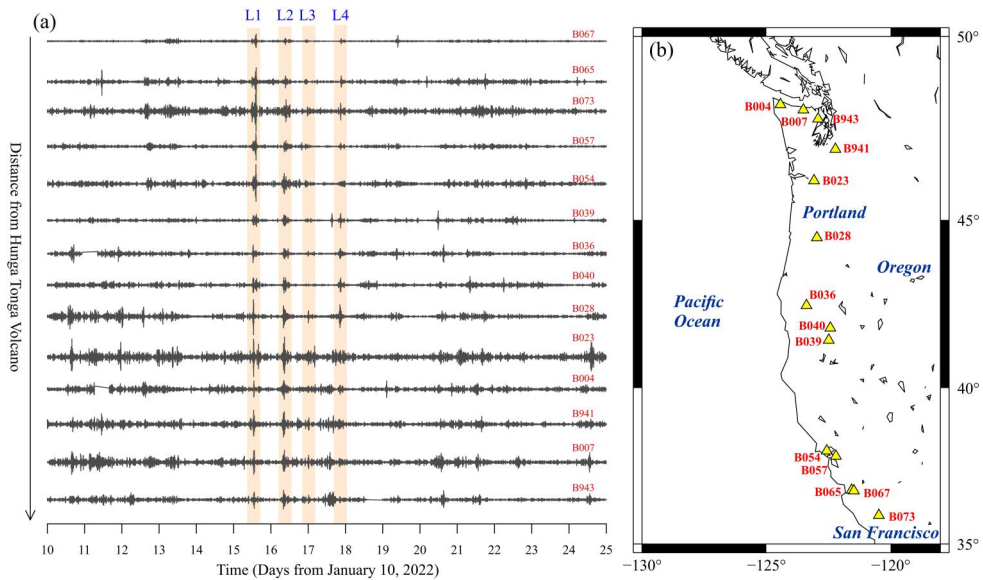 (a)
L1 L2 L3 L4
Distance from Hunga Tonga Volcano
B067
B065
B073
B057
B054
B039
B036
B040
B028
B023
B004
B941
B007
B943
10 11 12 13 14 15 16 17 18 19 20 21 22 23 24 25
Time (Days from January 10, 2022)
(b)
50°
B004
B007
B943
B941
B023
Portland
45°
B028
Oregon
B036
Pacific
Ocean
B040
B039
40°
B054
B057
B065
B067
B073
San Francisco
35°
−130° −125° −120°